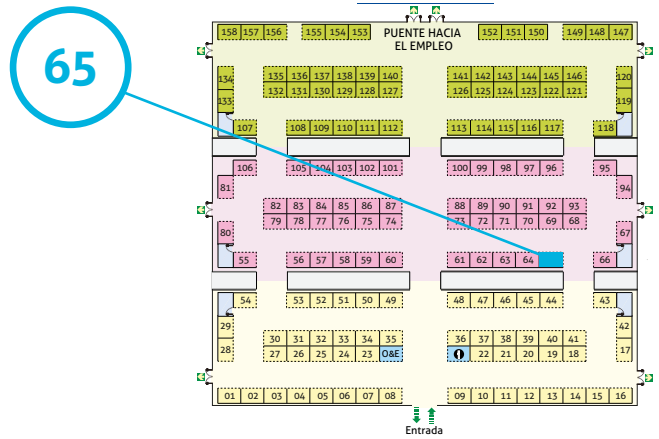 65
158 157 156 155 154 153 PUENTE HACIA EL EMPLEO 152 151 150 149 148 147
134 135 136 137 138 139 140 141 142 143 144 145 146 120
133 132 131 130 129 128 127 126 125 124 123 122 121 119
107 108 109 110 111 112 113 114 115 116 117 118
106 105 104 103 102 101 100 99 98 97 96 95
81 94
82 83 84 85 86 87 88 89 90 91 92 93
80 79 78 77 76 75 74 73 72 71 70 69 68 67
55 56 57 58 59 60 61 62 63 64 66
54 53 52 51 50 49 48 47 46 45 44 43
29 42
30 31 32 33 34 35 36 37 38 39 40 41
28 27 26 25 24 23 O&E 22 21 20 19 18 17
01 02 03 04 05 06 07 08 09 10 11 12 13 14 15 16
Entrada